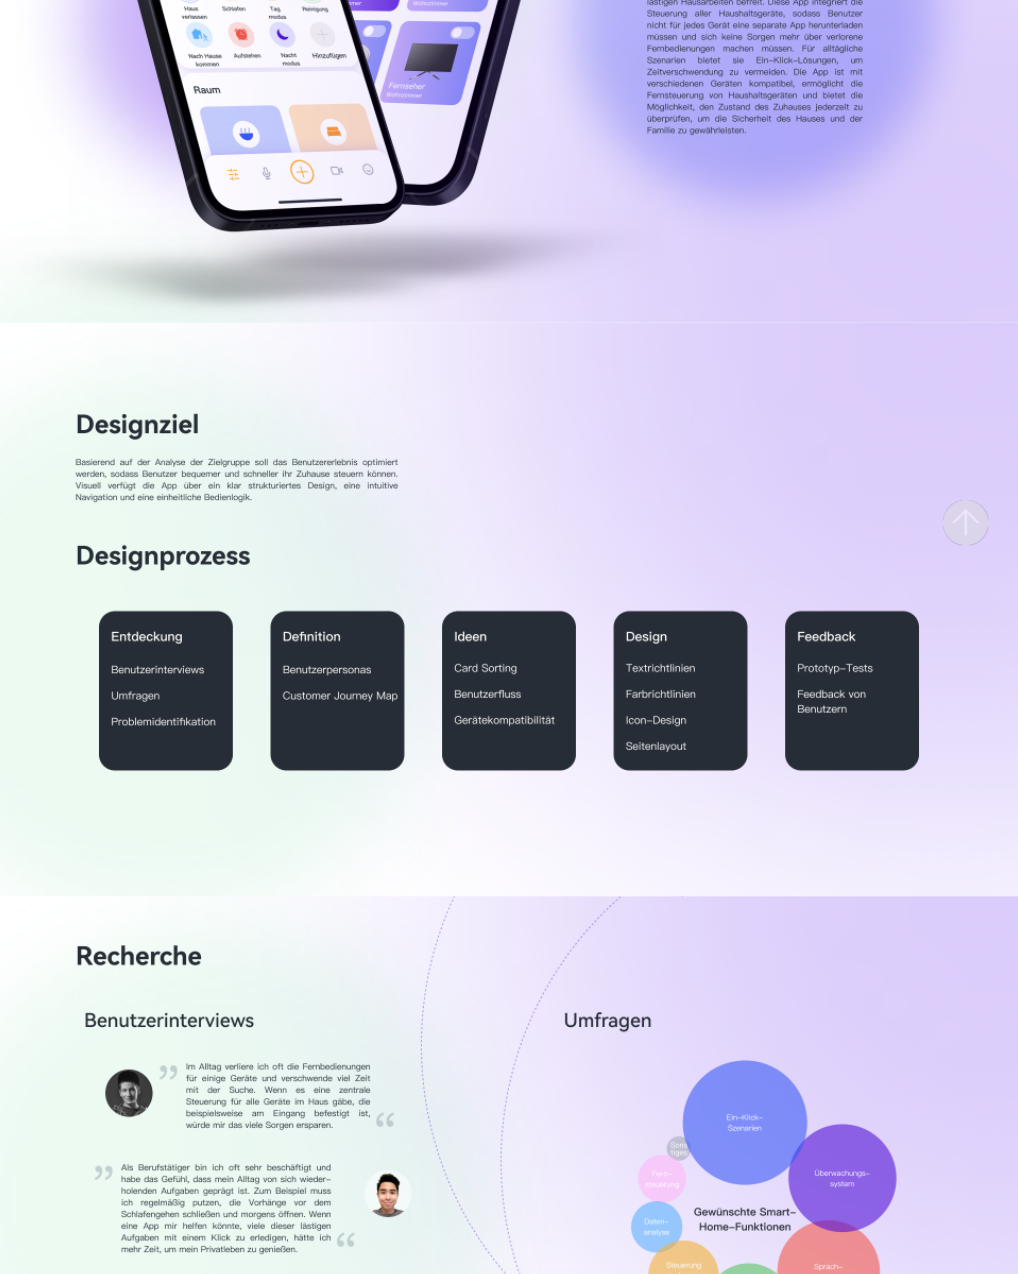 Haus
verlassen
Schlafen
Tag
modus
Reinigung
Nach Hause
kommen
Aufstehen
Nacht
modus
Hinzufügen
Raum
Wohnzimmer
Fernseher
Wohnzimmer
lästigen Hausarbeiten befreit. Diese App integriert die
Steuerung aller Haushaltsgeräte, sodass Benutzer
nicht für jedes Gerät eine separate App herunterladen
müssen und sich keine Sorgen mehr über verlorene
Fernbedienungen machen müssen. Für alltägliche
Szenarien bietet sie Ein-Klick-Lösungen, um
Zeitverschwendung zu vermeiden. Die App ist mit
verschiedenen Geräten kompatibel, ermöglicht die
Fernsteuerung von Haushaltsgeräten und bietet die
Möglichkeit, den Zustand des Zuhauses jederzeit zu
überprüfen, um die Sicherheit des Hauses und der
Familie zu gewährleisten.
Designziel
Basierend auf der Analyse der Zielgruppe soll das Benutzererlebnis optimiert
werden, sodass Benutzer bequemer und schneller ihr Zuhause steuern können.
Visuell verfügt die App über ein klar strukturiertes Design, eine intuitive
Navigation und eine einheitliche Bedienlogik.
Designprozess
Entdeckung
Benutzerinterviews
Umfragen
Problemidentifikation
Definition
Benutzerpersonas
Customer Journey Map
Ideen
Card Sorting
Benutzerfluss
Gerätekompatibilität
Design
Textrichtlinien
Farbrichtlinien
Icon-Design
Seitenlayout
Feedback
Prototyp-Tests
Feedback von
Benutzern
Recherche
Benutzerinterviews
Im Alltag verliere ich oft die Fernbedienungen
für einige Geräte und verschwende viel Zeit
mit der Suche. Wenn es eine zentrale
Steuerung für alle Geräte im Haus gäbe, die
beispielsweise am Eingang befestigt ist,
würde mir das viele Sorgen ersparen.
Als Berufstätiger bin ich oft sehr beschäftigt und
habe das Gefühl, dass mein Alltag von sich wieder-
holenden Aufgaben geprägt ist. Zum Beispiel muss
ich regelmäßig putzen, die Vorhänge vor dem
Schlafengehen schließen und morgens öffnen. Wenn
eine App mir helfen könnte, viele dieser lästigen
Aufgaben mit einem Klick zu erledigen, hätte ich
mehr Zeit, um mein Privatleben zu genießen.
Umfragen
Ein-Klick-
Szenarien
Sons
tiges
Fern-
steuerung
Überwachungs-
system
Gewünschte Smart-
Home-Funktionen
Daten-
analyse
Steuerung
Sprach-